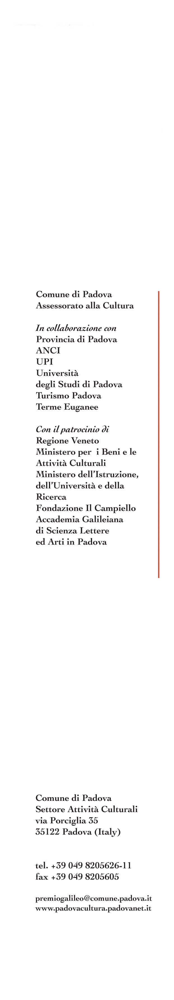 Comune di Padova
Assessorato alla Cultura
In collaborazione con
Provincia di Padova
ANCI
UPI
Università
degli Studi di Padova
Turismo Padova
Terme Euganee
Con il patrocinio di
Regione Veneto
Ministero per  i Beni e le
Attività Culturali
Ministero dell'Istruzione,
dell'Università e della
Ricerca
Fondazione Il Campiello
Accademia Galileiana
di Scienza Lettere
ed Arti in Padova
Comune di Padova
Settore Attività Culturali
via Porciglia 35
35122 Padova (Italy)
tel. +39 049 8205626-11
fax +39 049 8205605
premiogalileo@comune.padova.it
www.padovacultura.padovanet.it